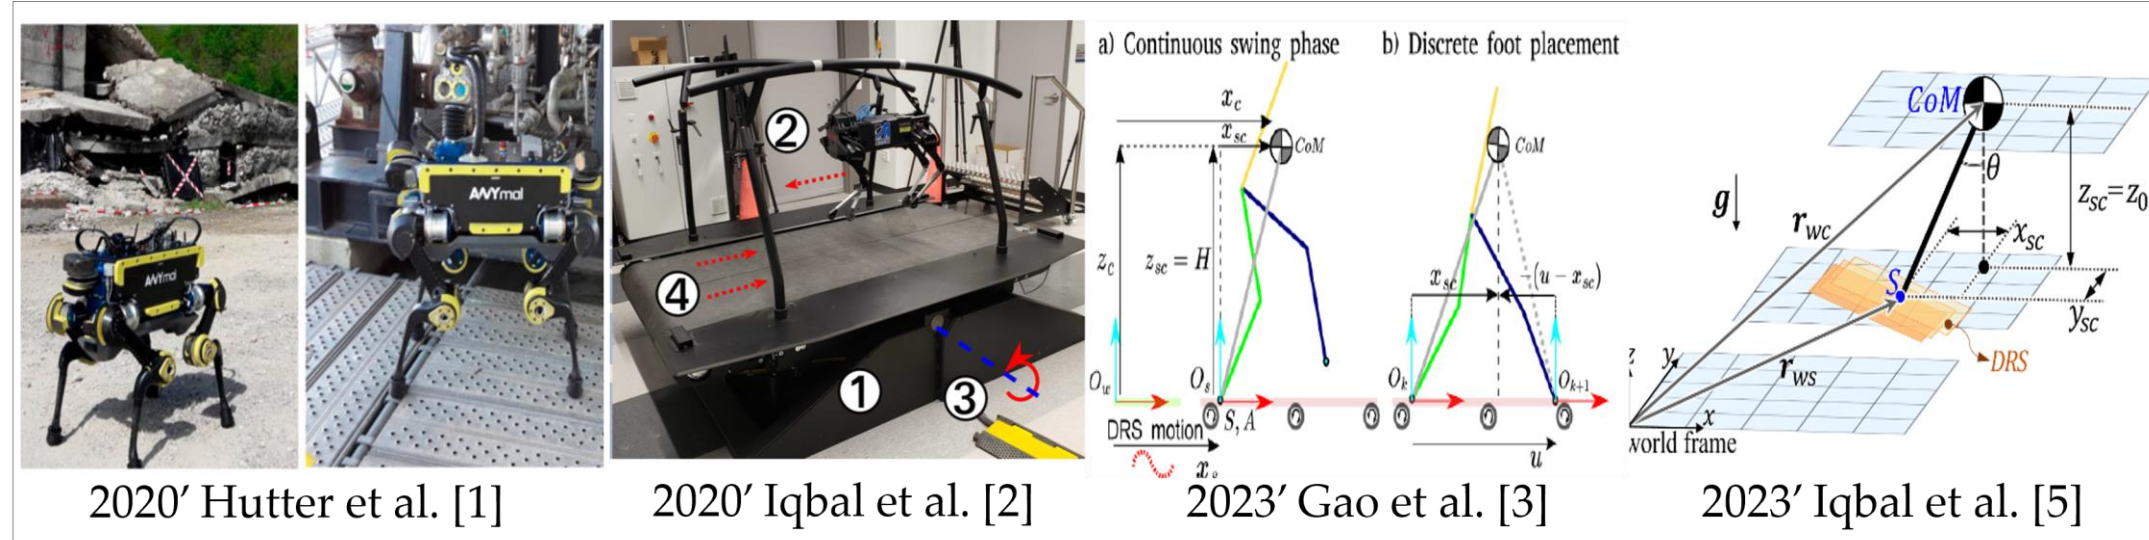 ANYmal
ANYmal
2020′ Hutter et al. [1]
②
④
①
③
2020′ Iqbal et al. [2]
a) Continuous swing phase
b) Discrete foot placement
x_c
x_sc
CoM
z_c
z_sc = H
O_w
O_s
S, A
DRS motion
CoM
x_sc
(u − x_sc)
O_k
O_k+1
u
2023′ Gao et al. [3]
CoM
θ
g
z_sc=z_0
r_wc
x_sc
S
y_sc
DRS
r_ws
y
x
world frame
2023′ Iqbal et al. [5]